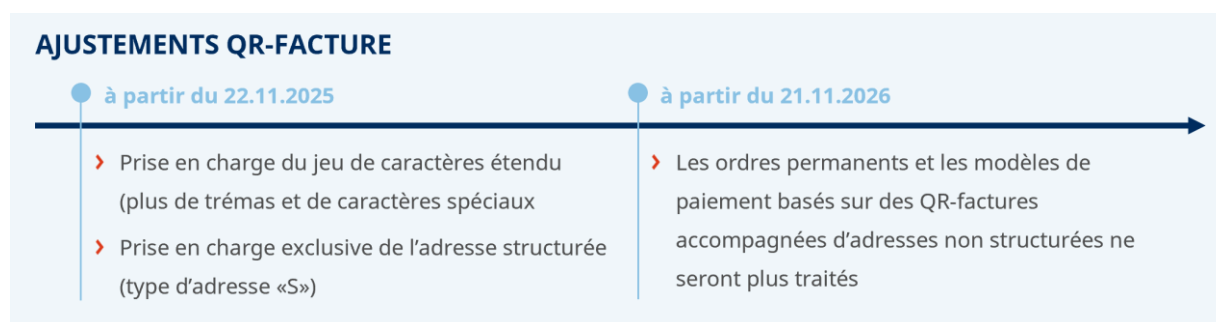 AJUSTEMENTS QR-FACTURE
à partir du 22.11.2025
Prise en charge du jeu de caractères étendu
(plus de trémas et de caractères spéciaux
Prise en charge exclusive de l’adresse structurée
(type d’adresse «S»)
à partir du 21.11.2026
Les ordres permanents et les modèles de
paiement basés sur des QR-factures
accompagnées d’adresses non structurées ne
seront plus traités